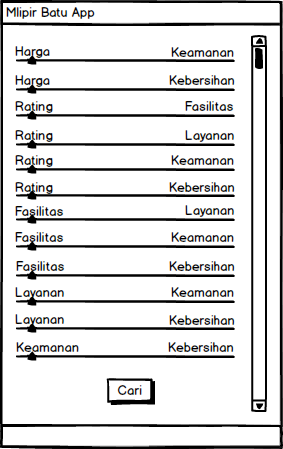 Mlipir Batu App
Harga Keamanan
Harga Kebersihan
Rating Fasilitas
Rating Layanan
Rating Keamanan
Rating Kebersihan
Fasilitas Layanan
Fasilitas Keamanan
Fasilitas Kebersihan
Layanan Keamanan
Layanan Kebersihan
Keamanan Kebersihan
Cari